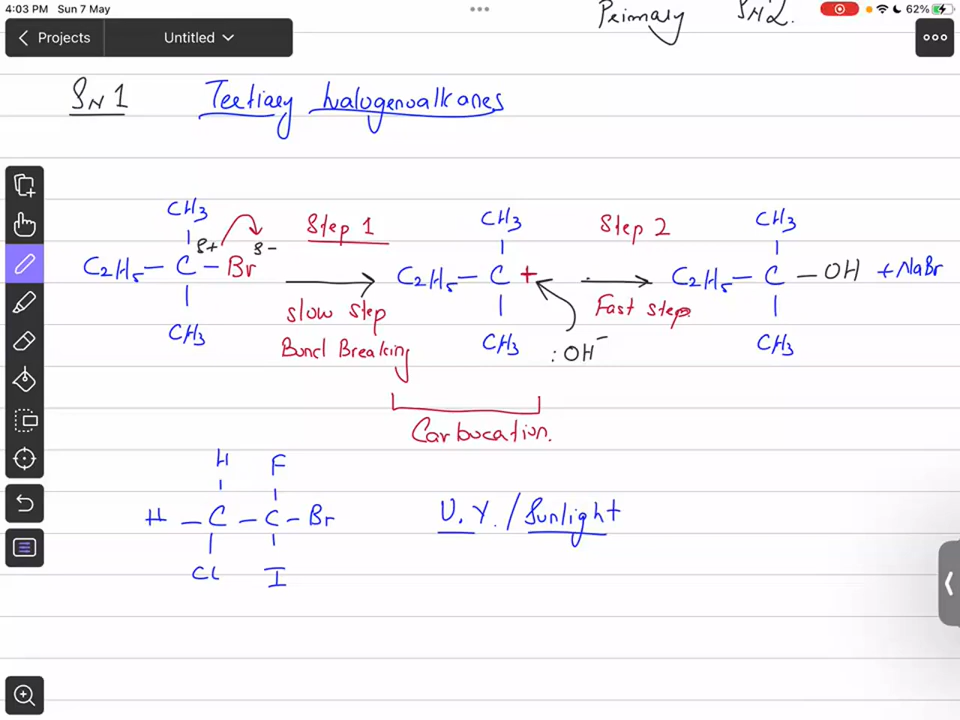 4:03 PM Sun 7 May
62%
Projects
Untitled
Primary SN2.
SN1 Tertiary halogenoalkanes
CH3 CH3 CH3
Step 1 Step 2
δ+ δ-
C2H5 — C — Br C2H5 — C + C2H5 — C — OH + NaBr
slow step Fast step
CH3 CH3 CH3
Bond Breaking :OH-
Carbocation.
H F
H — C — C — Br U.V. / Sunlight
Cl I